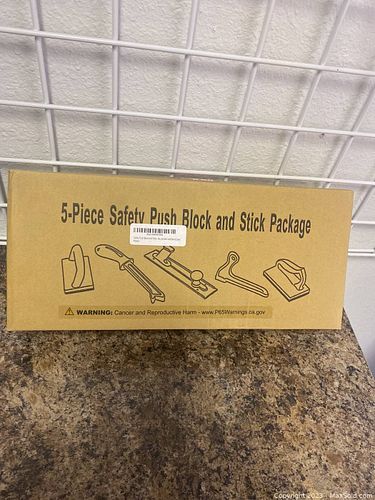 5-Piece Safety Push Block and Stick Package
WARNING: Cancer and Reproductive Harm - www.P65Warnings.ca.gov
Copyright 2023 - MaxSold.com